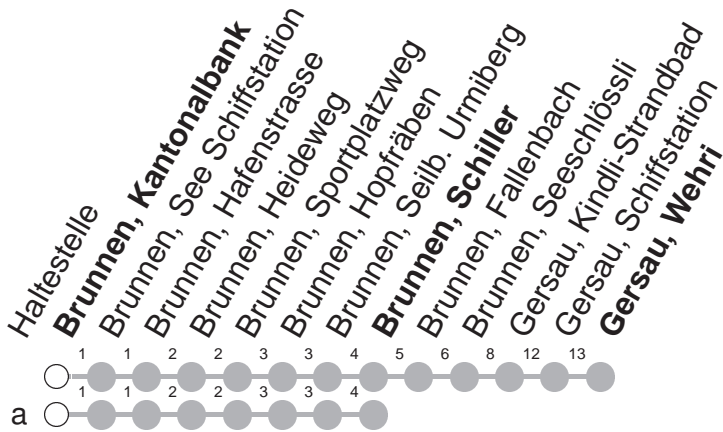 Haltestelle
Brunnen, Kantonalbank
Brunnen, See Schiffstation
Brunnen, Hafenstrasse
Brunnen, Heideweg
Brunnen, Sportplatzweg
Brunnen, Hopfräben
Brunnen, Seilb. Urmiberg
Brunnen, Schiller
Brunnen, Fallenbach
Brunnen, Seeschlössli
Gersau, Kindli-Strandbad
Gersau, Schiffstation
Gersau, Wehri
1 1 2 2 3 3 4 5 6 8 12 13
a 1 1 2 2 3 3 4